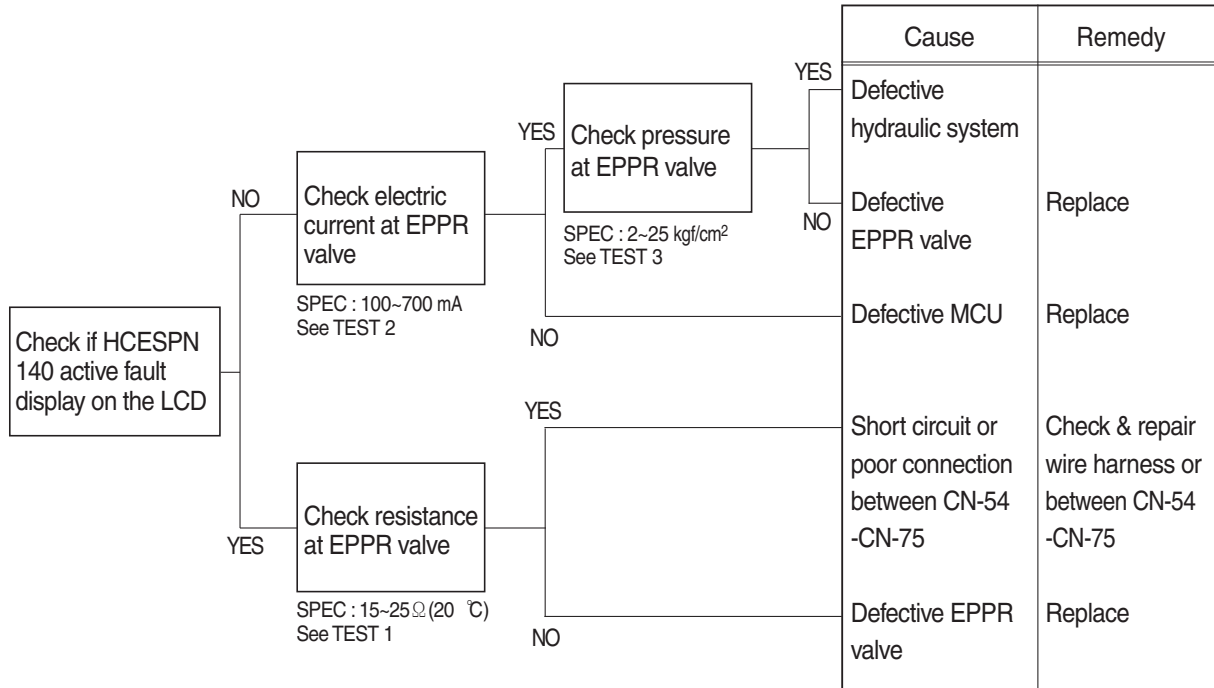 Check if HCESPN
140 active fault
display on the LCD
NO
YES
Check electric
current at EPPR
valve
SPEC : 100~700 mA
See TEST 2
YES
NO
Check pressure
at EPPR valve
SPEC : 2~25 kgf/cm²
See TEST 3
YES
NO
Check resistance
at EPPR valve
SPEC : 15~25Ω (20 ℃)
See TEST 1
YES
NO
Cause
Remedy
Defective
hydraulic system
Defective
EPPR valve
Replace
Defective MCU
Replace
Short circuit or
poor connection
between CN-54
-CN-75
Check & repair
wire harness or
between CN-54
-CN-75
Defective EPPR
valve
Replace